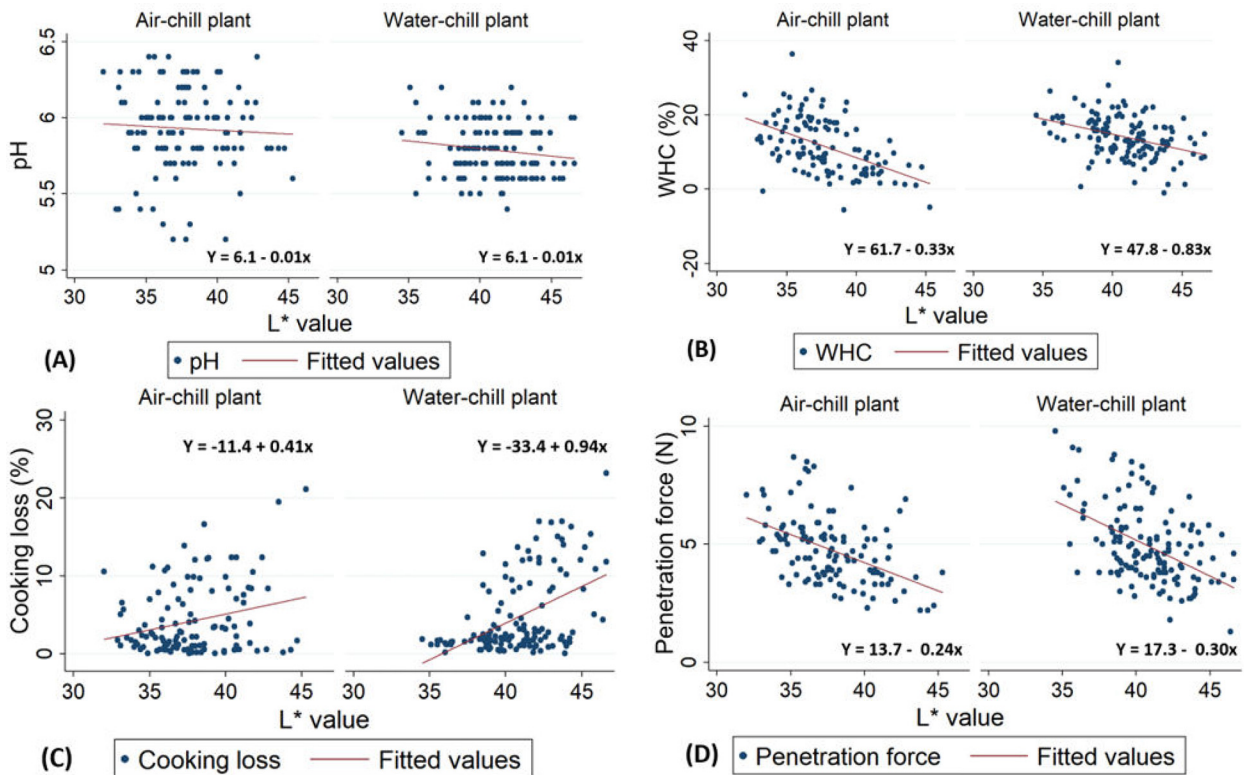 Air-chill plant Water-chill plant
pH
6.5
6
5.5
5
Y = 6.1 - 0.01x Y = 6.1 - 0.01x
30 35 40 45 30 35 40 45
L* value
(A)
pH Fitted values
(B)
Air-chill plant Water-chill plant
WHC (%)
40
20
0
-20
Y = 61.7 - 0.33x Y = 47.8 - 0.83x
30 35 40 45 30 35 40 45
L* value
WHC Fitted values
Air-chill plant Water-chill plant
Cooking loss (%)
30
20
10
0
Y = -11.4 + 0.41x Y = -33.4 + 0.94x
30 35 40 45 30 35 40 45
L* value
(C)
Cooking loss Fitted values
Air-chill plant Water-chill plant
Penetration force (N)
10
5
0
Y = 13.7 - 0.24x Y = 17.3 - 0.30x
30 35 40 45 30 35 40 45
L* value
(D)
Penetration force Fitted values